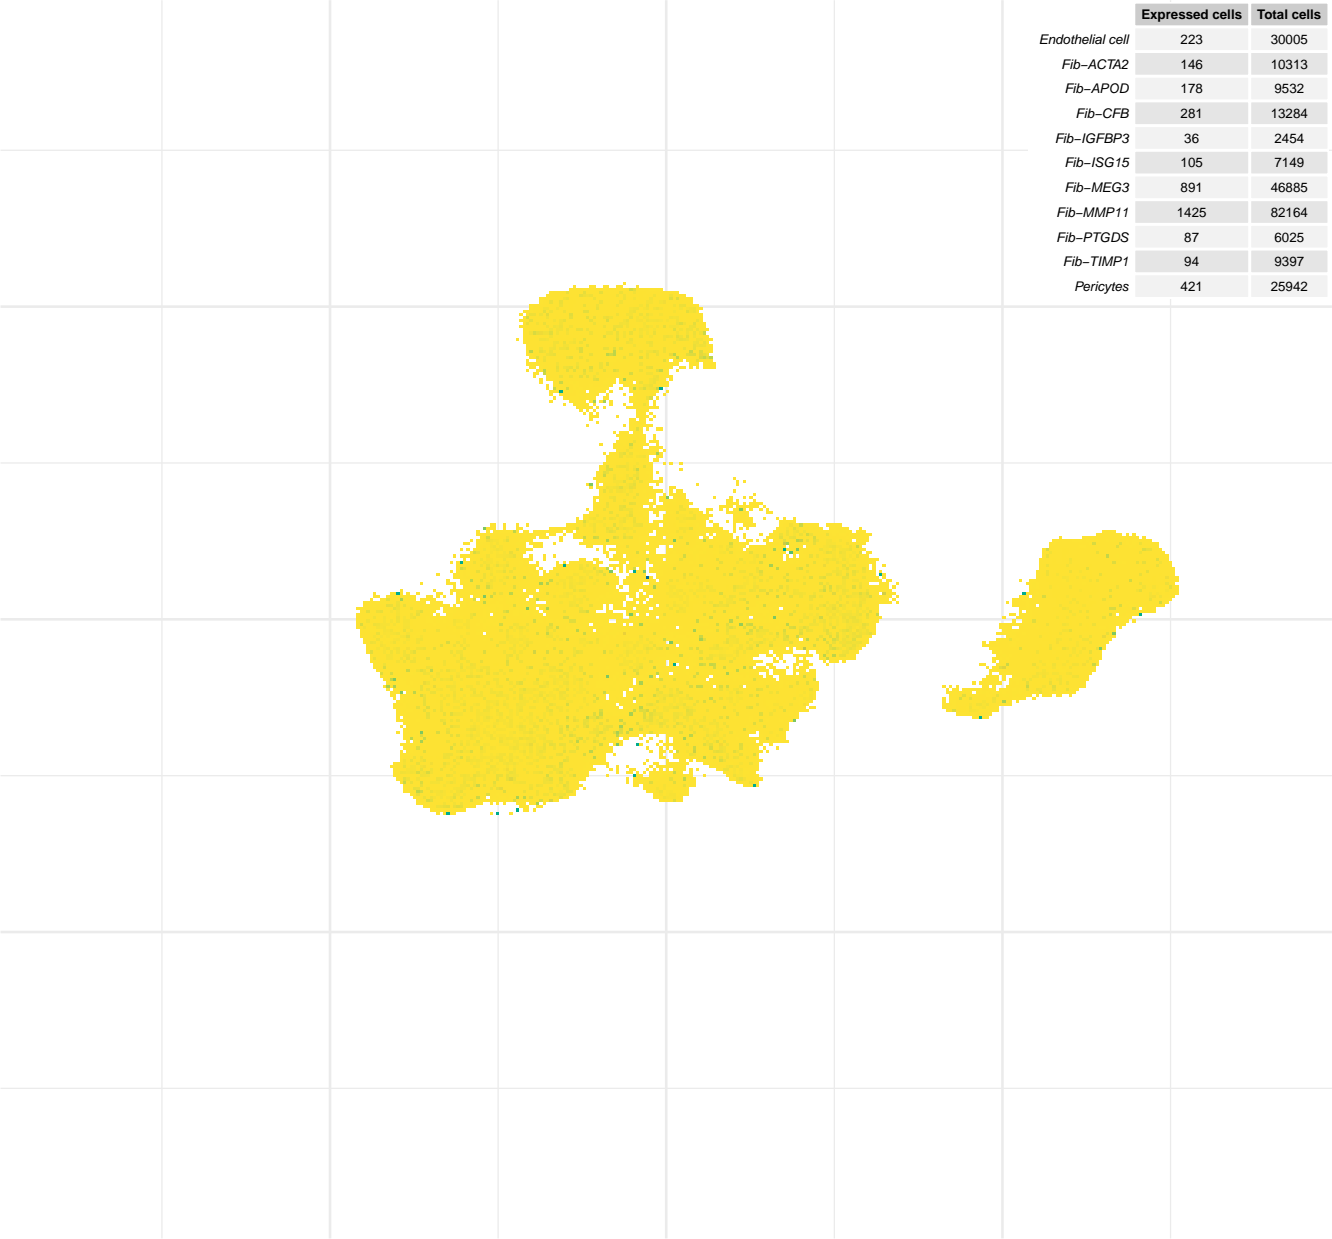 Expressed cells Total cells
Endothelial cell 223 30005
Fib−ACTA2 146 10313
Fib−APOD 178 9532
Fib−CFB 281 13284
Fib−IGFBP3 36 2454
Fib−ISG15 105 7149
Fib−MEG3 891 46885
Fib−MMP11 1425 82164
Fib−PTGDS 87 6025
Fib−TIMP1 94 9397
Pericytes 421 25942